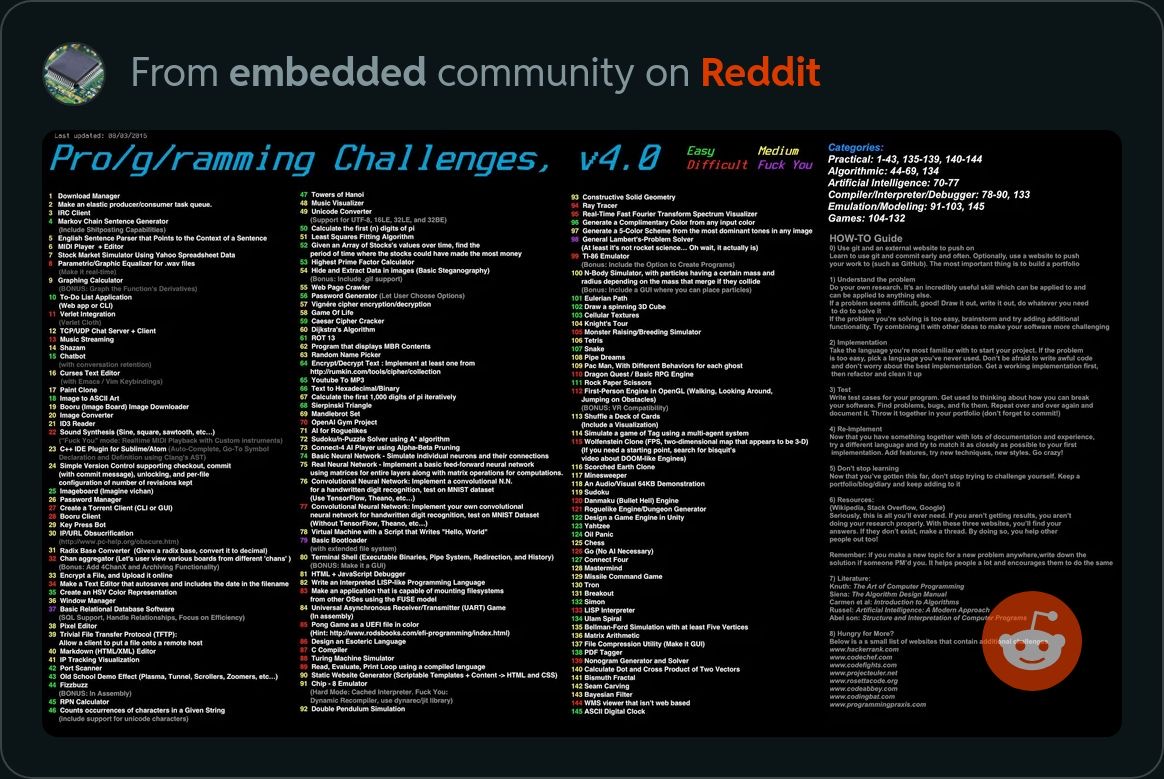 From embedded community on Reddit
Last updated: 08/03/2015
Pro/g/ramming Challenges, v4.0
Easy Medium
Difficult Fuck You
1 Download Manager
2 Make an elastic producer/consumer task queue.
3 IRC Client
4 Markov Chain Sentence Generator
(Include Shitposting Capabilities)
5 English Sentence Parser that Points to the Context of a Sentence
6 MIDI Player + Editor
7 Stock Market Simulator Using Yahoo Spreadsheet Data
8 Parametric/Graphic Equalizer for .wav files
(Make it real-time)
9 Graphing Calculator
(BONUS: Graph the Function's Derivatives)
10 To-Do List Application
(Web app or CLI)
11 Verlet Integration
(Verlet Cloth)
12 TCP/UDP Chat Server + Client
13 Music Streaming
14 Shazam
15 Chatbot
(with conversation retention)
16 Curses Text Editor
(with Emacs / Vim Keybindings)
17 Paint Clone
18 Image to ASCII Art
19 Booru (Image Board) Image Downloader
20 Image Converter
21 ID3 Reader
22 Sound Synthesis (Sine, square, sawtooth, etc...)
("Fuck You" mode: Realtime MIDI Playback with Custom instruments)
23 C++ IDE Plugin for Sublime/Atom (Auto-Complete, Go-To Symbol
Declaration and Definition using Clang's AST)
24 Simple Version Control supporting checkout, commit
(with commit message), unlocking, and per-file
configuration of number of revisions kept
25 Imageboard (Imagine vichan)
26 Password Manager
27 Create a Torrent Client (CLI or GUI)
28 Booru Client
29 Key Press Bot
30 IP/URL Obsucrification
(http://www.pc-help.org/obscure.htm)
31 Radix Base Converter (Given a radix base, convert it to decimal)
32 Chan aggregator (Let's user view various boards from different 'chans')
(Bonus: Add 4ChanX and Archiving Functionality)
33 Encrypt a File, and Upload it online
34 Make a Text Editor that autosaves and includes the date in the filename
35 Create an HSV Color Representation
36 Window Manager
37 Basic Relational Database Software
(SQL Support, Handle Relationships, Focus on Efficiency)
38 Pixel Editor
39 Trivial File Transfer Protocol (TFTP):
Allow a client to put a file onto a remote host
40 Markdown (HTML/XML) Editor
41 IP Tracking Visualization
42 Port Scanner
43 Old School Demo Effect (Plasma, Tunnel, Scrollers, Zoomers, etc...)
44 Fizzbuzz
(BONUS: In Assembly)
45 RPN Calculator
46 Counts occurrences of characters in a Given String
(include support for unicode characters)
47 Towers of Hanoi
48 Music Visualizer
49 Unicode Converter
(Support for UTF-8, 16LE, 32LE, and 32BE)
50 Calculate the first (n) digits of pi
51 Least Squares Fitting Algorithm
52 Given an Array of Stocks's values over time, find the
period of time where the stocks could have made the most money
53 Highest Prime Factor Calculator
54 Hide and Extract Data in images (Basic Steganography)
(Bonus: Include .gif support)
55 Web Page Crawler
56 Password Generator (Let User Choose Options)
57 Vignére cipher encryption/decryption
58 Game Of Life
59 Caesar Cipher Cracker
60 Dijkstra's Algorithm
61 ROT 13
62 Program that displays MBR Contents
63 Random Name Picker
64 Encrypt/Decrypt Text : Implement at least one from
http://rumkin.com/tools/cipher/collection
65 Youtube To MP3
66 Text to Hexadecimal/Binary
67 Calculate the first 1,000 digits of pi iteratively
68 Sierpinski Triangle
69 Mandlebrot Set
70 OpenAI Gym Project
71 AI for Roguelikes
72 Sudoku/n-Puzzle Solver using A* algorithm
73 Connect-4 AI Player using Alpha-Beta Pruning
74 Basic Neural Network - Simulate individual neurons and their connections
75 Real Neural Network - Implement a basic feed-forward neural network
using matrices for entire layers along with matrix operations for computations.
76 Convolutional Neural Network: Implement a convolutional N.N.
for a handwritten digit recognition, test on MNIST dataset
(Use TensorFlow, Theano, etc...)
77 Convolutional Neural Network: Implement your own convolutional
neural network for handwritten digit recognition, test on MNIST Dataset
(Without TensorFlow, Theano, etc...)
78 Virtual Machine with a Script that Writes "Hello, World"
79 Basic Bootloader
(with extended file system)
80 Terminal Shell (Executable Binaries, Pipe System, Redirection, and History)
(BONUS: Make it a GUI)
81 HTML + JavaScript Debugger
82 Write an Interpreted LISP-like Programming Language
83 Make an application that is capable of mounting filesystems
from other OSes using the FUSE model
84 Universal Asynchronous Receiver/Transmitter (UART) Game
(In assembly)
85 Pong Game as a UEFI file in color
(Hint: http://www.rodsbooks.com/efi-programming/index.html)
86 Design an Esoteric Language
87 C Compiler
88 Turing Machine Simulator
89 Read, Evaluate, Print Loop using a compiled language
90 Static Website Generator (Scriptable Templates + Content -> HTML and CSS)
91 Chip - 8 Emulator
(Hard Mode: Cached Interpreter. Fuck You:
Dynamic Recompiler, use dynarec/jit library)
92 Double Pendulum Simulation
93 Constructive Solid Geometry
94 Ray Tracer
95 Real-Time Fast Fourier Transform Spectrum Visualizer
96 Generate a Complimentary Color from any input color
97 Generate a 5-Color Scheme from the most dominant tones in any image
98 General Lambert's-Problem Solver
(At least it's not rocket science... Oh wait, it actually is)
99 TI-86 Emulator
(Bonus: Include the Option to Create Programs)
100 N-Body Simulator, with particles having a certain mass and
radius depending on the mass that merge if they collide
(Bonus: Include a GUI where you can place particles)
101 Eulerian Path
102 Draw a spinning 3D Cube
103 Cellular Textures
104 Knight's Tour
105 Monster Raising/Breeding Simulator
106 Tetris
107 Snake
108 Pipe Dreams
109 Pac Man, With Different Behaviors for each ghost
110 Dragon Quest / Basic RPG Engine
111 Rock Paper Scissors
112 First-Person Engine in OpenGL (Walking, Looking Around,
Jumping on Obstacles)
(BONUS: VR Compatibility)
113 Shuffle a Deck of Cards
(Include a Visualization)
114 Simulate a game of Tag using a multi-agent system
115 Wolfenstein Clone (FPS, two-dimensional map that appears to be 3-D)
(If you need a starting point, search for bisquit's
video about DOOM-like Engines)
116 Scorched Earth Clone
117 Minesweeper
118 An Audio/Visual 64KB Demonstration
119 Sudoku
120 Danmaku (Bullet Hell) Engine
121 Roguelike Engine/Dungeon Generator
122 Design a Game Engine in Unity
123 Yahtzee
124 Oil Panic
125 Chess
126 Go (No AI Necessary)
127 Connect Four
128 Mastermind
129 Missile Command Game
130 Tron
131 Breakout
132 Simon
133 LISP Interpreter
134 Ulam Spiral
135 Bellman-Ford Simulation with at least Five Vertices
136 Matrix Arithmetic
137 File Compression Utility (Make it GUI)
138 PDF Tagger
139 Nonogram Generator and Solver
140 Calculate Dot and Cross Product of Two Vectors
141 Bismuth Fractal
142 Seam Carving
143 Bayesian Filter
144 WMS viewer that isn't web based
145 ASCII Digital Clock
Categories:
Practical: 1-43, 135-139, 140-144
Algorithmic: 44-69, 134
Artificial Intelligence: 70-77
Compiler/Interpreter/Debugger: 78-90, 133
Emulation/Modeling: 91-103, 145
Games: 104-132
HOW-TO Guide
0) Use git and an external website to push on
Learn to use git and commit early and often. Optionally, use a website to push
your work to (such as GitHub). The most important thing is to build a portfolio
1) Understand the problem
Do your own research. It's an incredibly useful skill which can be applied to and
can be applied to anything else.
If a problem seems difficult, good! Draw it out, write it out, do whatever you need
to do to solve it
If the problem you're solving is too easy, brainstorm and try adding additional
functionality. Try combining it with other ideas to make your software more challenging
2) Implementation
Take the language you're most familiar with to start your project. If the problem
is too easy, pick a language you've never used. Don't be afraid to write awful code
and don't worry about the best implementation. Get a working implementation first,
then refactor and clean it up
3) Test
Write test cases for your program. Get used to thinking about how you can break
your software. Find problems, bugs, and fix them. Repeat over and over again and
document it. Throw it together in your portfolio (don't forget to commit!)
4) Re-Implement
Now that you have something together with lots of documentation and experience,
try a different language and try to match it as closely as possible to your first
implementation. Add features, try new techniques, new styles. Go crazy!
5) Don't stop learning
Now that you've gotten this far, don't stop trying to challenge yourself. Keep a
portfolio/blog/diary and keep adding to it
6) Resources:
{Wikipedia, Stack Overflow, Google}
Seriously, this is all you'll ever need. If you aren't getting results, you aren't
doing your research properly. With these three websites, you'll find your
answers. If they don't exist, make a thread. By doing so, you help other
people out too!
Remember: if you make a new topic for a new problem anywhere,write down the
solution if someone PM'd you. It helps people a lot and encourages them to do the same
7) Literature:
Knuth: The Art of Computer Programming
Siena: The Algorithm Design Manual
Carmen et al: Introduction to Algorithms
Russel: Artificial Intelligence: A Modern Approach
Abel son: Structure and Interpretation of Computer Programs
8) Hungry for More?
Below is a s small list of websites that contain additional challenges
www.hackerrank.com
www.codechef.com
www.codefights.com
www.projecteuler.net
www.rosettacode.org
www.codeabbey.com
www.codingbat.com
www.programmingpraxis.com